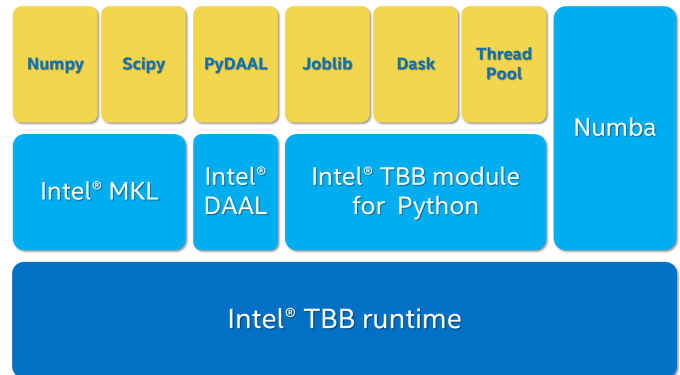 Numpy
Scipy
PyDAAL
Joblib
Dask
Thread
Pool
Numba
Intel® MKL
Intel®
DAAL
Intel® TBB module
for Python
Intel® TBB runtime